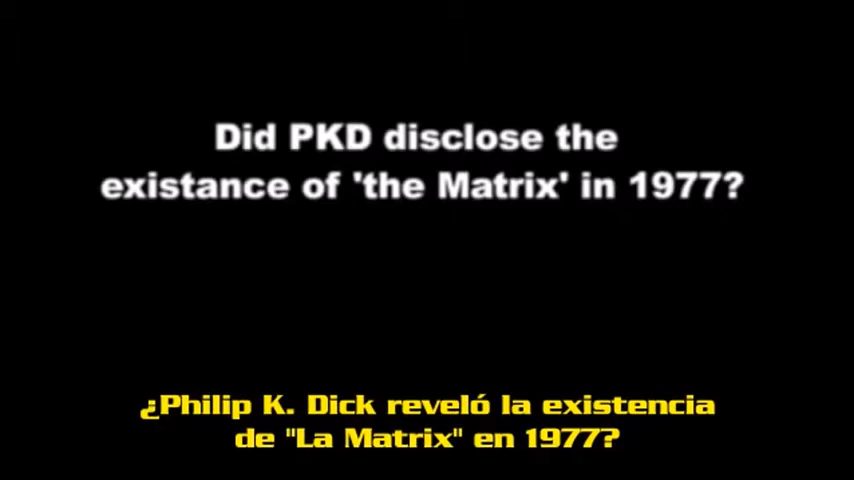 Did PKD disclose the
existance of 'the Matrix' in 1977?
¿Philip K. Dick reveló la existencia
de "La Matrix" en 1977?